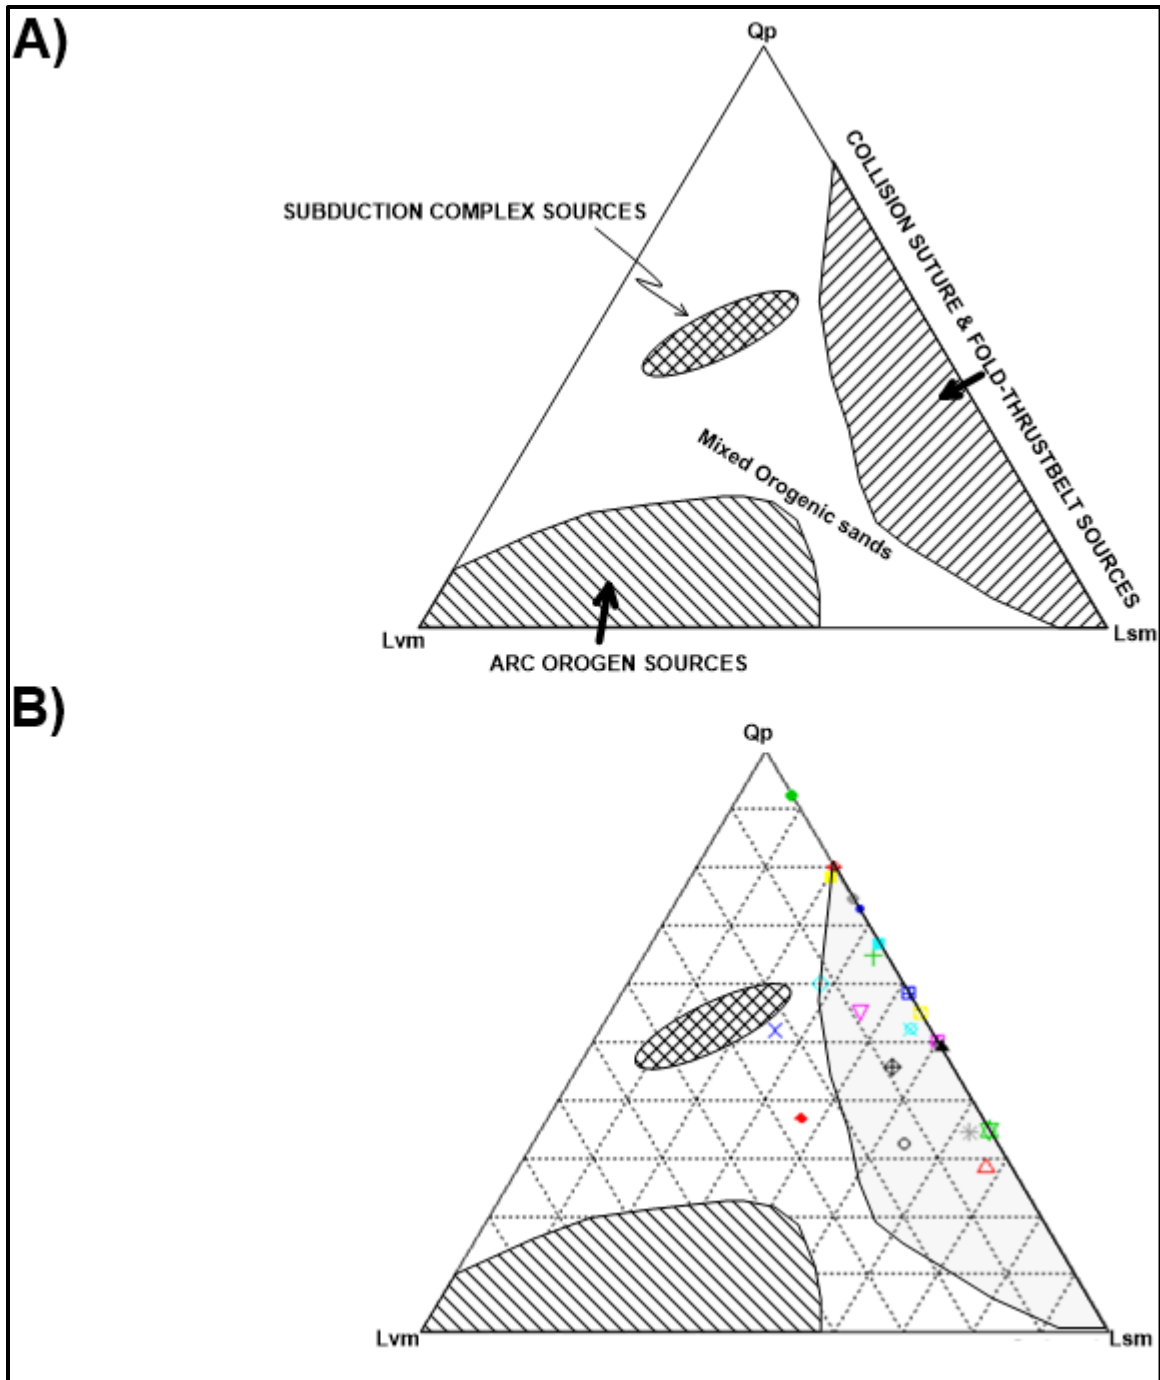 A)
Qp
COLLISION SUTURE & FOLD-THRUSTBELT SOURCES
SUBDUCTION COMPLEX SOURCES
Mixed Orogenic sands
Lvm
Lsm
ARC OROGEN SOURCES
B)
Qp
Lvm
Lsm